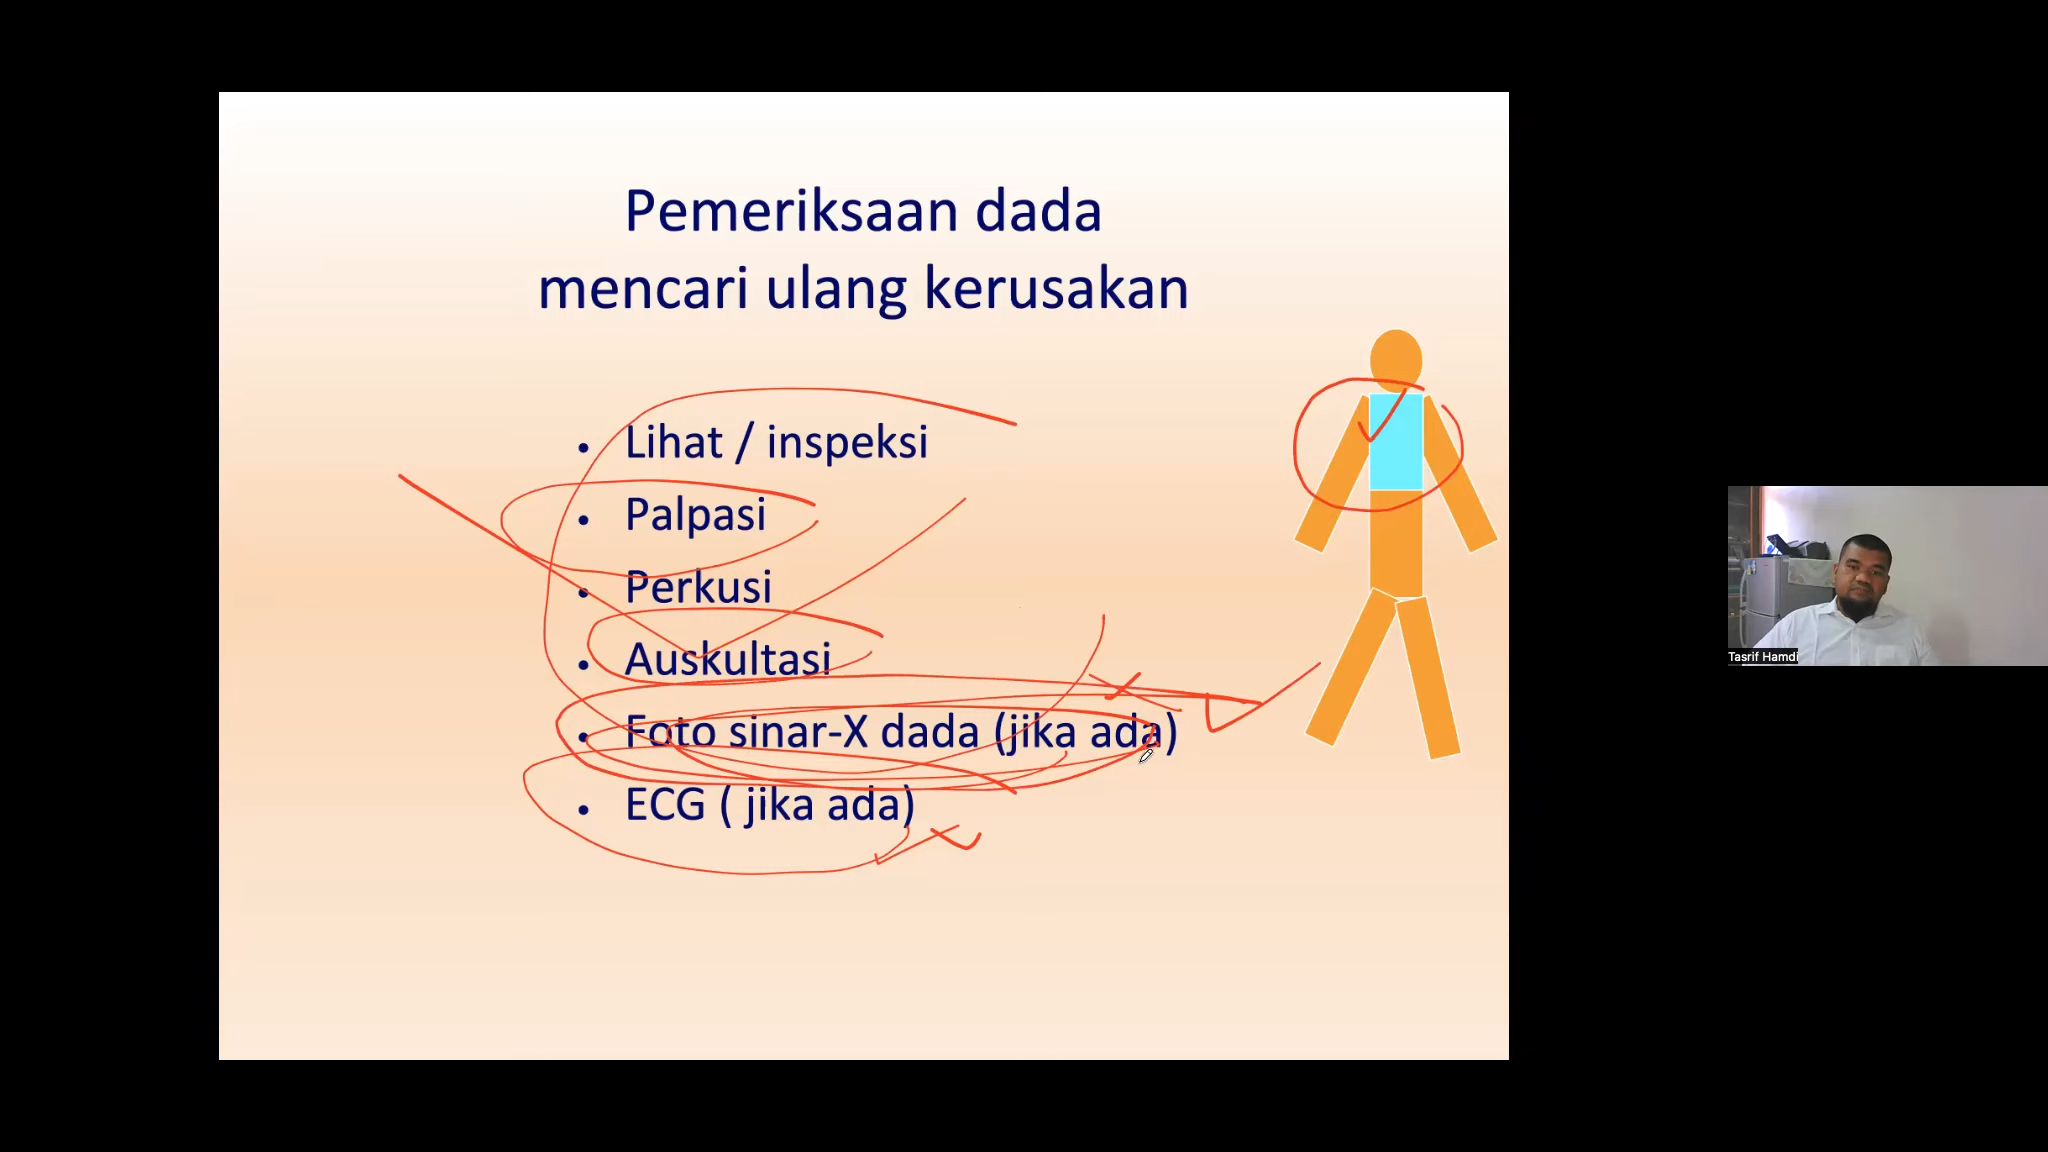 Pemeriksaan dada
mencari ulang kerusakan
• Lihat / inspeksi
• Palpasi
• Perkusi
• Auskultasi
• Foto sinar-X dada (jika ada)
• ECG ( jika ada)
Tasrif Hamdi